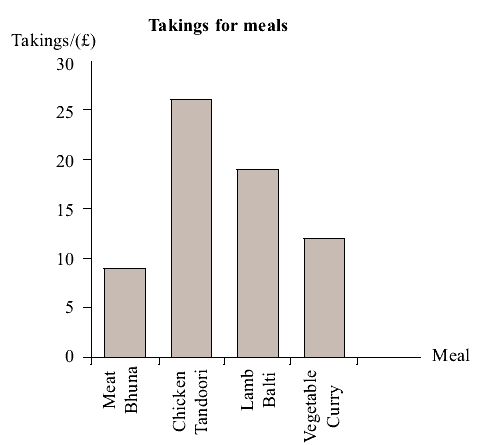 Takings for meals
Takings/(£)
30
25
20
15
10
5
0
Meal
Meat
Bhuna
Chicken
Tandoori
Lamb
Balti
Vegetable
Curry